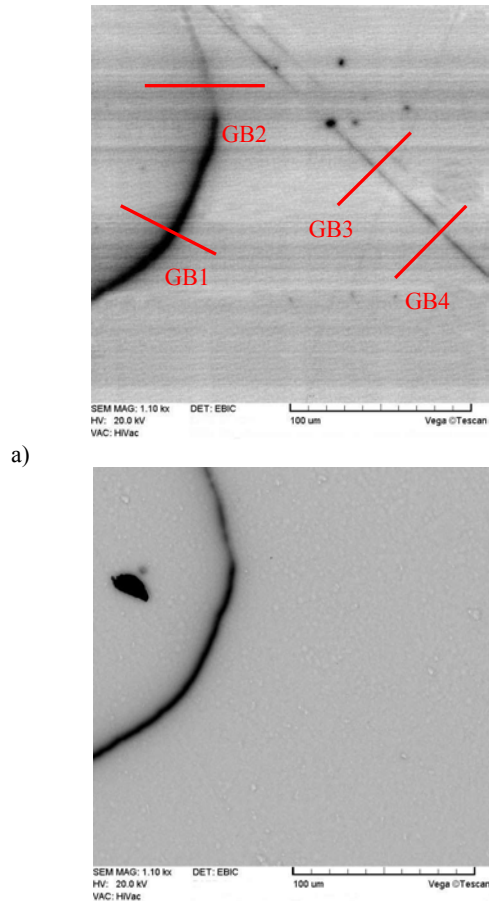 GB2
GB3
GB1
GB4
SEM MAG: 1.10 kx DET: EBIC
HV: 20.0 kV 100 um Vega ©Tescan
VAC: HiVac
a)
SEM MAG: 1.10 kx DET: EBIC
HV: 20.0 kV 100 um Vega ©Tescan
VAC: HiVac